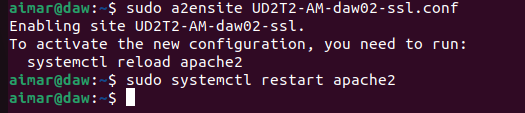 aimar@daw:~$ sudo a2ensite UD2T2-AM-daw02-ssl.conf
Enabling site UD2T2-AM-daw02-ssl.
To activate the new configuration, you need to run:
  systemctl reload apache2
aimar@daw:~$ sudo systemctl restart apache2
aimar@daw:~$